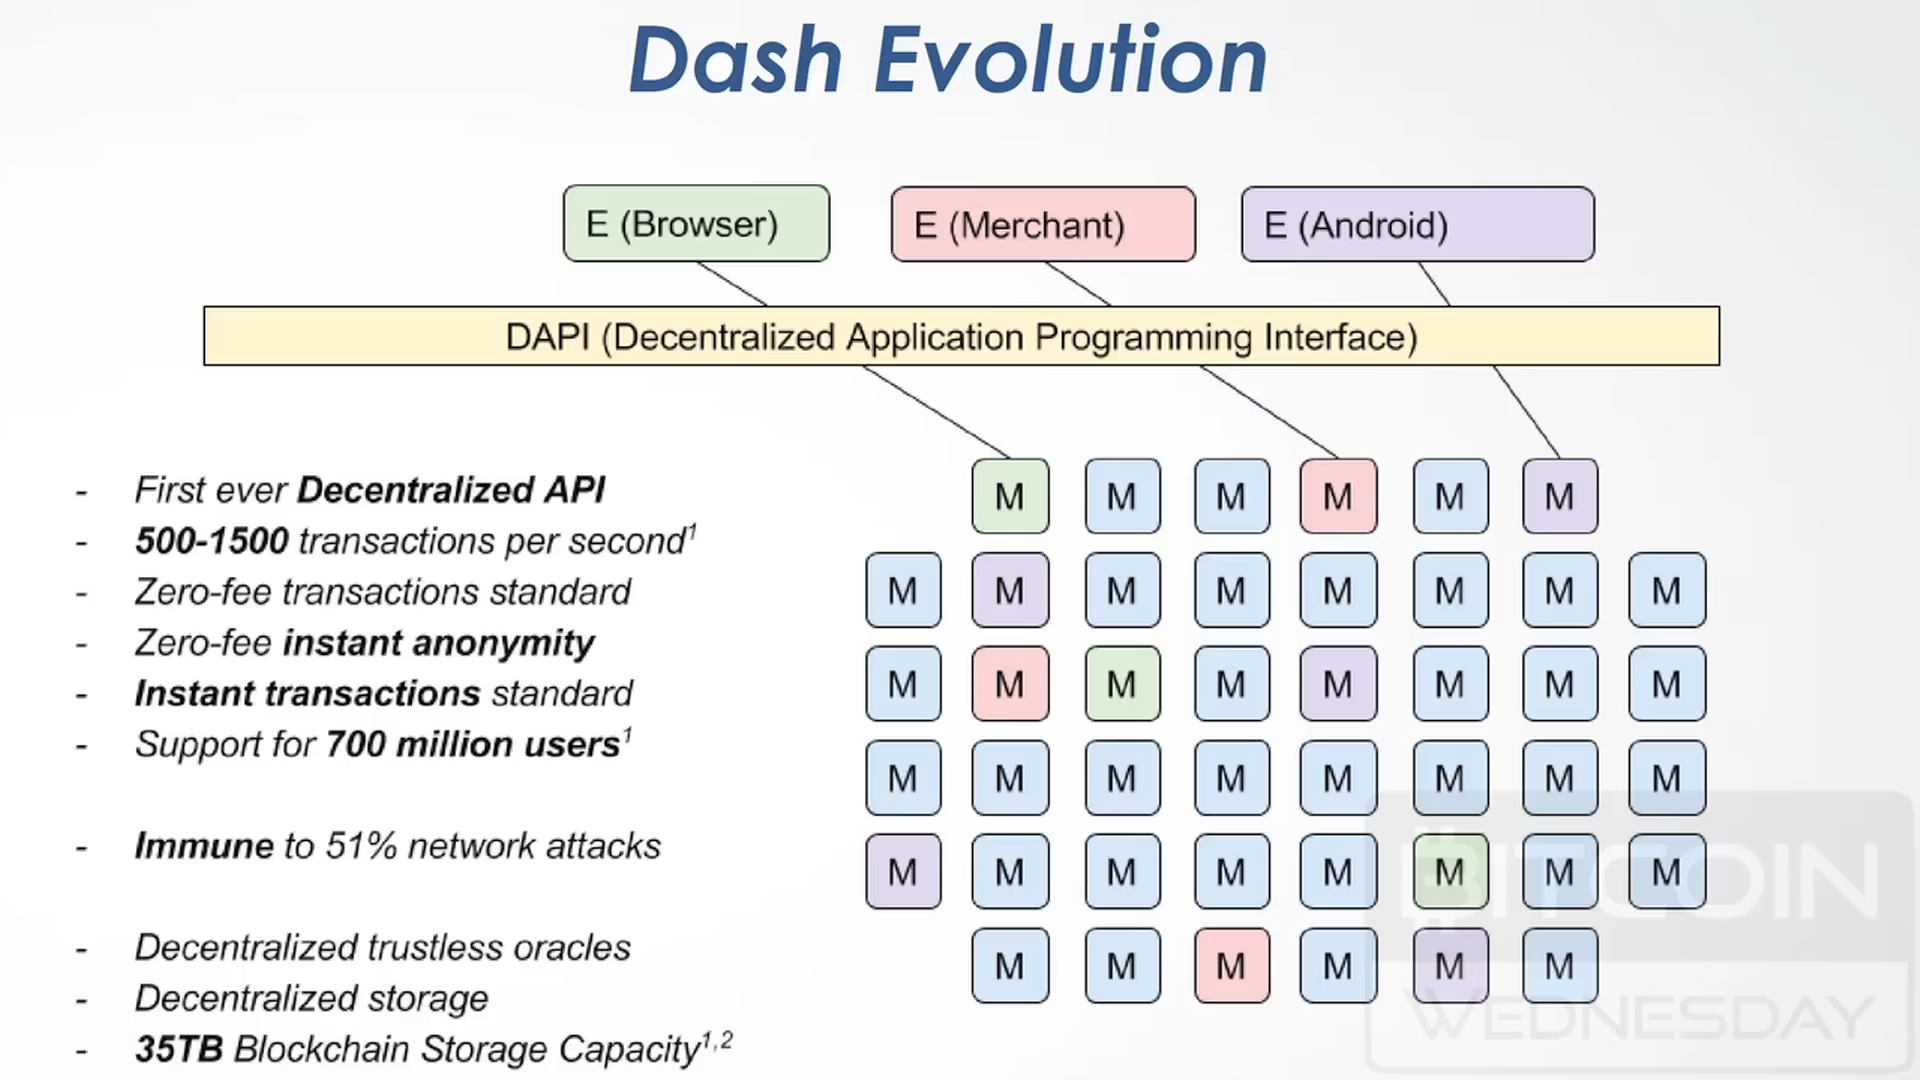 Dash Evolution
E (Browser) E (Merchant) E (Android)
DAPI (Decentralized Application Programming Interface)
- First ever Decentralized API
- 500-1500 transactions per second1
- Zero-fee transactions standard
- Zero-fee instant anonymity
- Instant transactions standard
- Support for 700 million users1
- Immune to 51% network attacks
- Decentralized trustless oracles
- Decentralized storage
- 35TB Blockchain Storage Capacity1,2
M M M M M M
M M M M M M M M
M M M M M M M M
M M M M M M M M
M M M M M M M M
M M M M M M
BITCOIN
WEDNESDAY